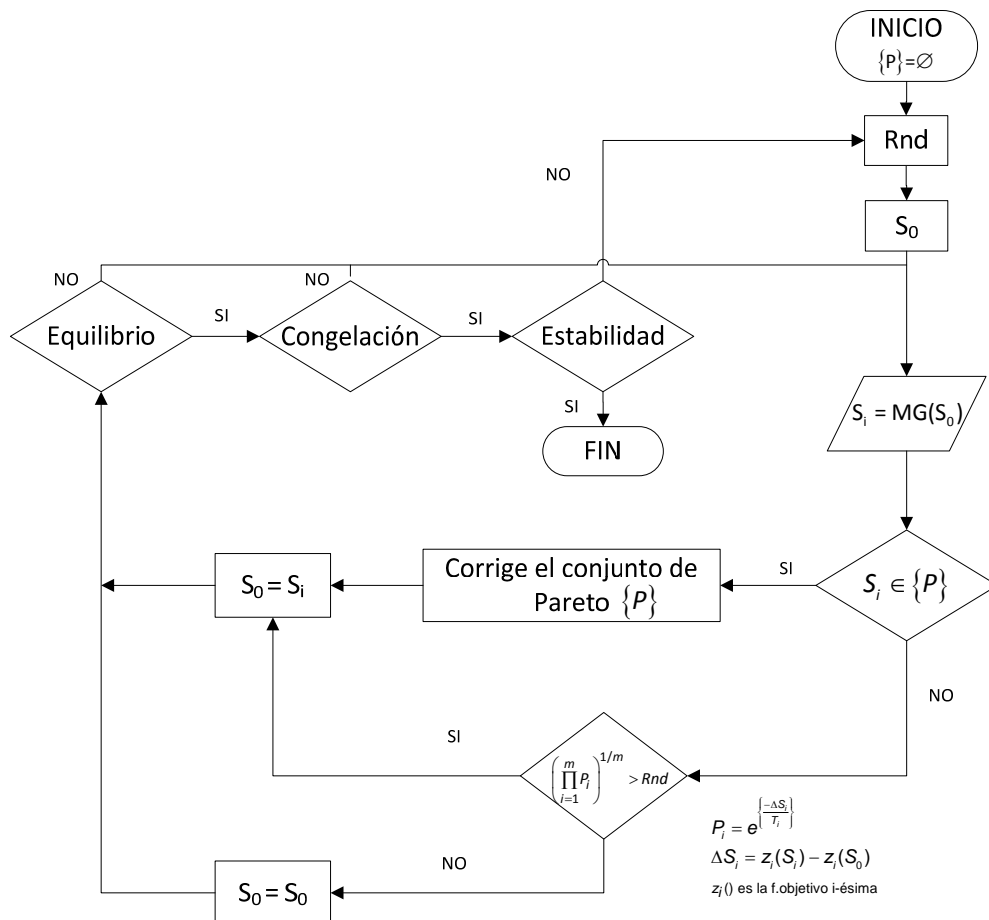 INICIO
{P}=∅
Rnd
NO
S₀
NO
NO
Equilibrio
SI
Congelación
SI
Estabilidad
SI
FIN
Sᵢ = MG(S₀)
Sᵢ ∈ {P}
SI
Corrige el conjunto de
Pareto {P}
S₀ = Sᵢ
NO
SI
(∏ᵢ₌₁ᵐ Pᵢ)^(1/m) > Rnd
Pᵢ = e^{−ΔSᵢ/Tᵢ}
ΔSᵢ = zᵢ(Sᵢ) − zᵢ(S₀)
zᵢ() es la f.objetivo i-ésima
NO
S₀ = S₀